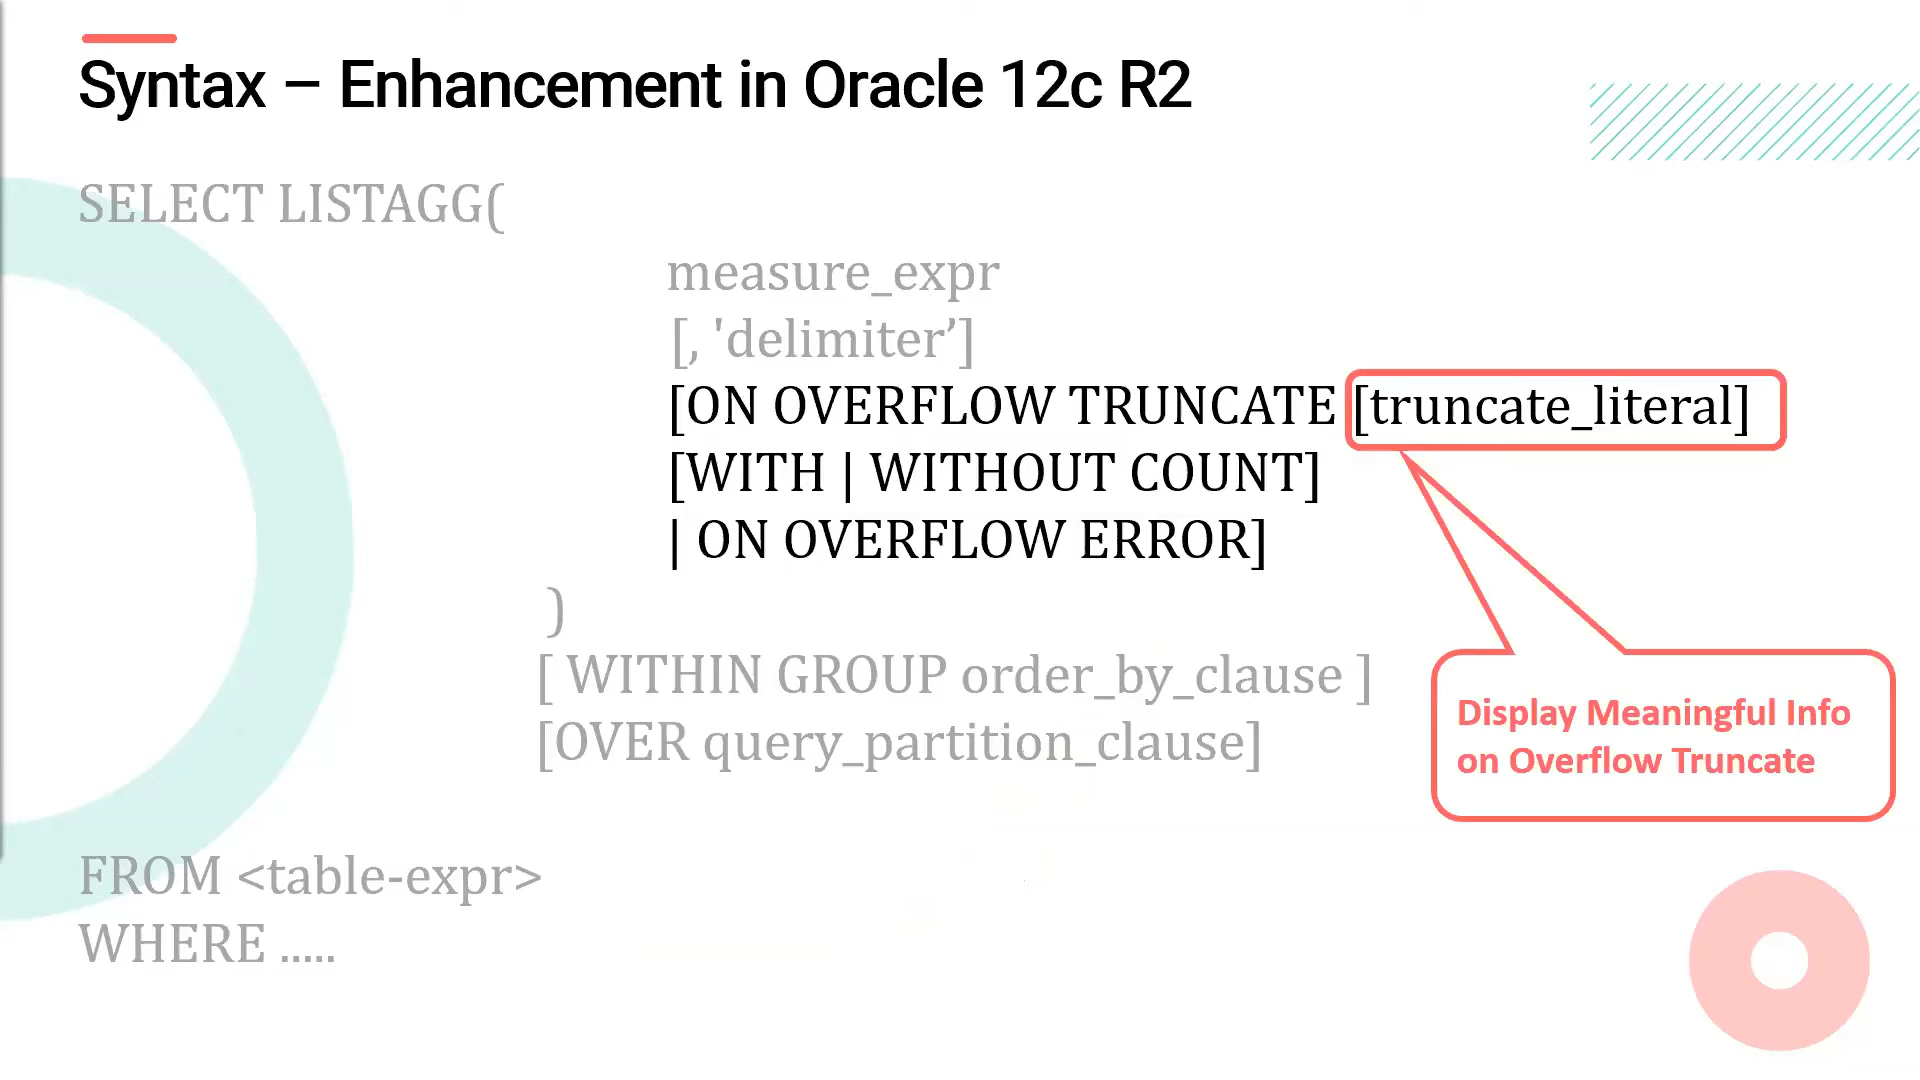 Syntax – Enhancement in Oracle 12c R2
SELECT LISTAGG(
measure_expr
[, 'delimiter’]
[ON OVERFLOW TRUNCATE [truncate_literal]
[WITH | WITHOUT COUNT]
| ON OVERFLOW ERROR]
)
[ WITHIN GROUP order_by_clause ]
[OVER query_partition_clause]
Display Meaningful Info
on Overflow Truncate
FROM <table-expr>
WHERE .....